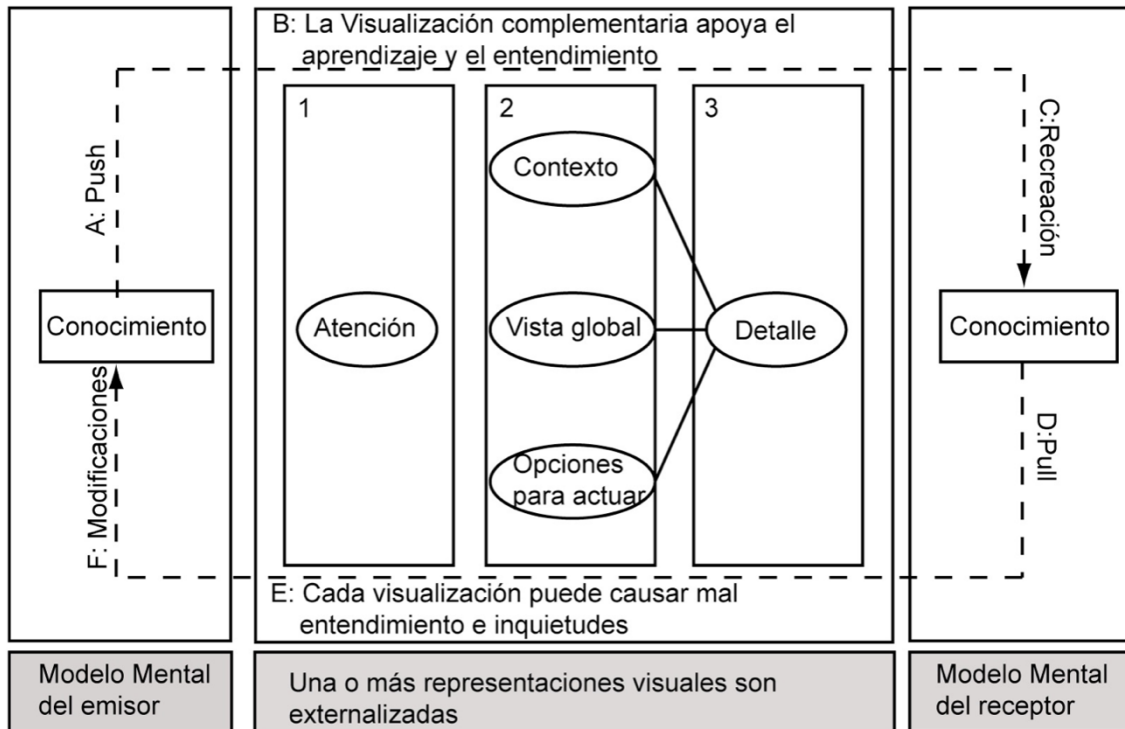 B: La Visualización complementaria apoya el
aprendizaje y el entendimiento
1
2
3
A: Push
Conocimiento
F: Modificaciones
Atención
Contexto
Vista global
Opciones
para actuar
Detalle
C:Recreación
Conocimiento
D:Pull
E: Cada visualización puede causar mal
entendimiento e inquietudes
Modelo Mental
del emisor
Una o más representaciones visuales son
externalizadas
Modelo Mental
del receptor